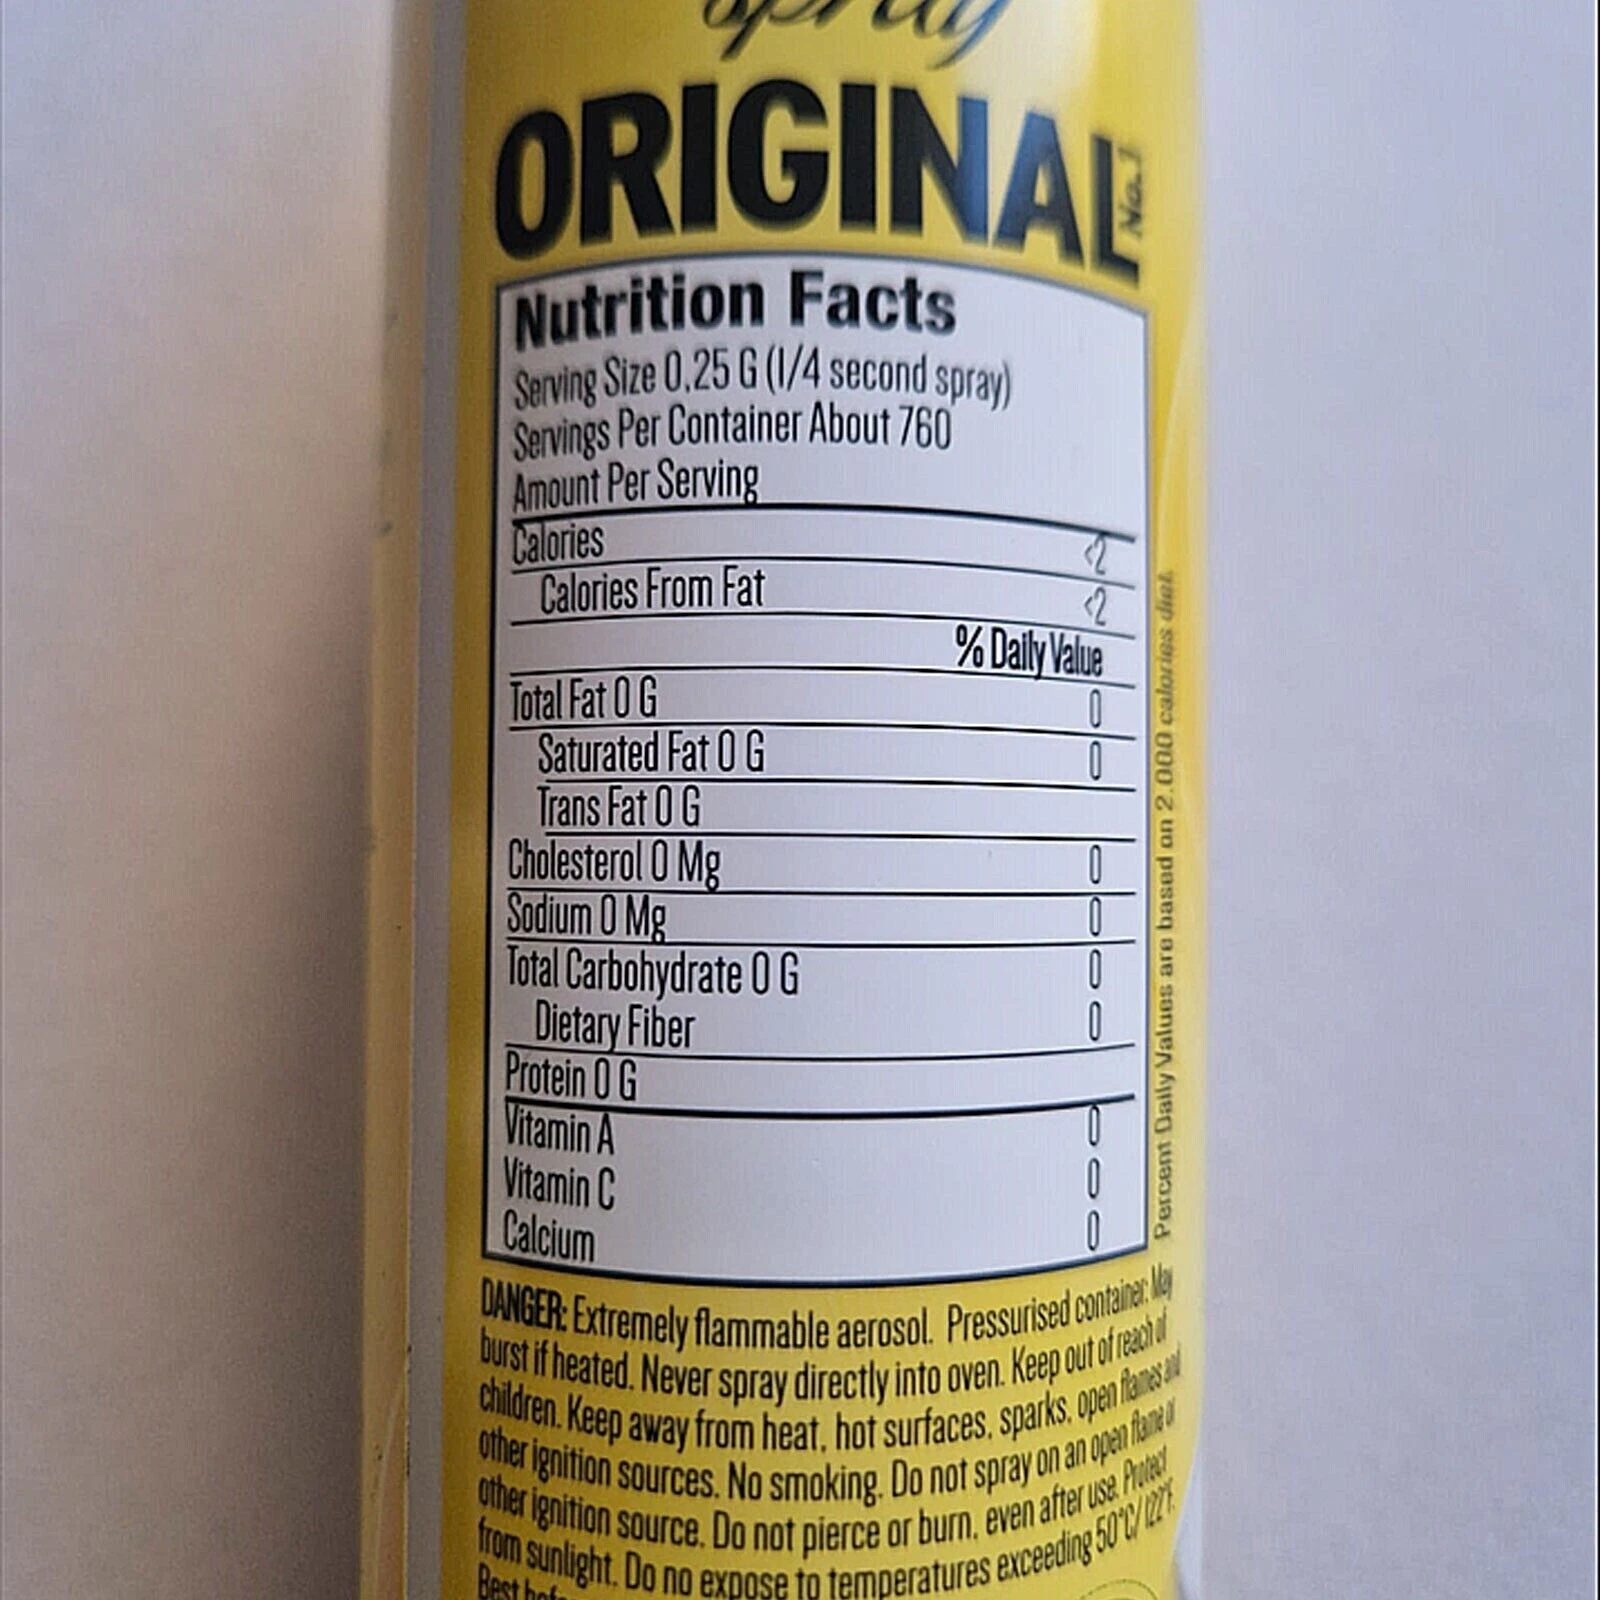 spray
ORIGINAL
No.1
Nutrition Facts
Serving Size 0.25 G (1/4 second spray)
Servings Per Container About 760
Amount Per Serving
Calories <2
Calories From Fat <2
% Daily Value
Total Fat 0 G 0
Saturated Fat 0 G 0
Trans Fat 0 G
Cholesterol 0 Mg 0
Sodium 0 Mg 0
Total Carbohydrate 0 G 0
Dietary Fiber 0
Protein 0 G
Vitamin A 0
Vitamin C 0
Calcium 0
Percent Daily Values are based on 2.000 calories diet.
DANGER: Extremely flammable aerosol. Pressurised container: May
burst if heated. Never spray directly into oven. Keep out of reach of
children. Keep away from heat, hot surfaces, sparks, open flames and
other ignition sources. No smoking. Do not spray on an open flame or
other ignition source. Do not pierce or burn, even after use. Protect
from sunlight. Do no expose to temperatures exceeding 50°C/122°F.
Best